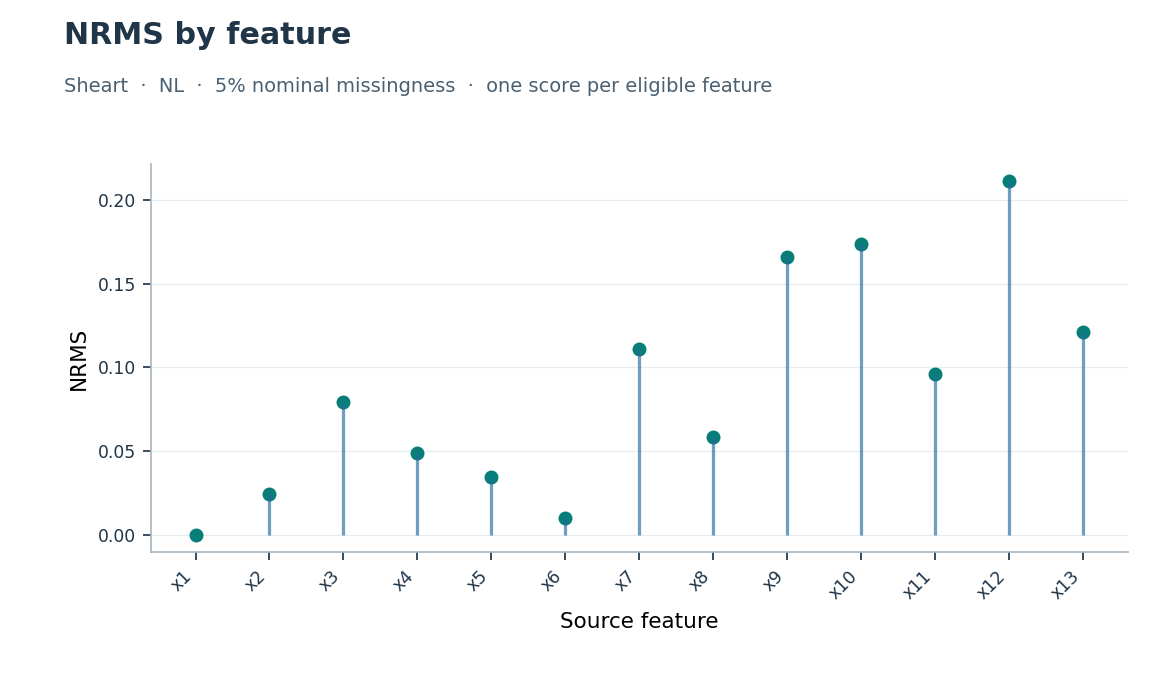 NRMS by feature
Sheart · NL · 5% nominal missingness · one score per eligible feature
0.20
0.15
0.10
0.05
0.00
NRMS
x1 x2 x3 x4 x5 x6 x7 x8 x9 x10 x11 x12 x13
Source feature